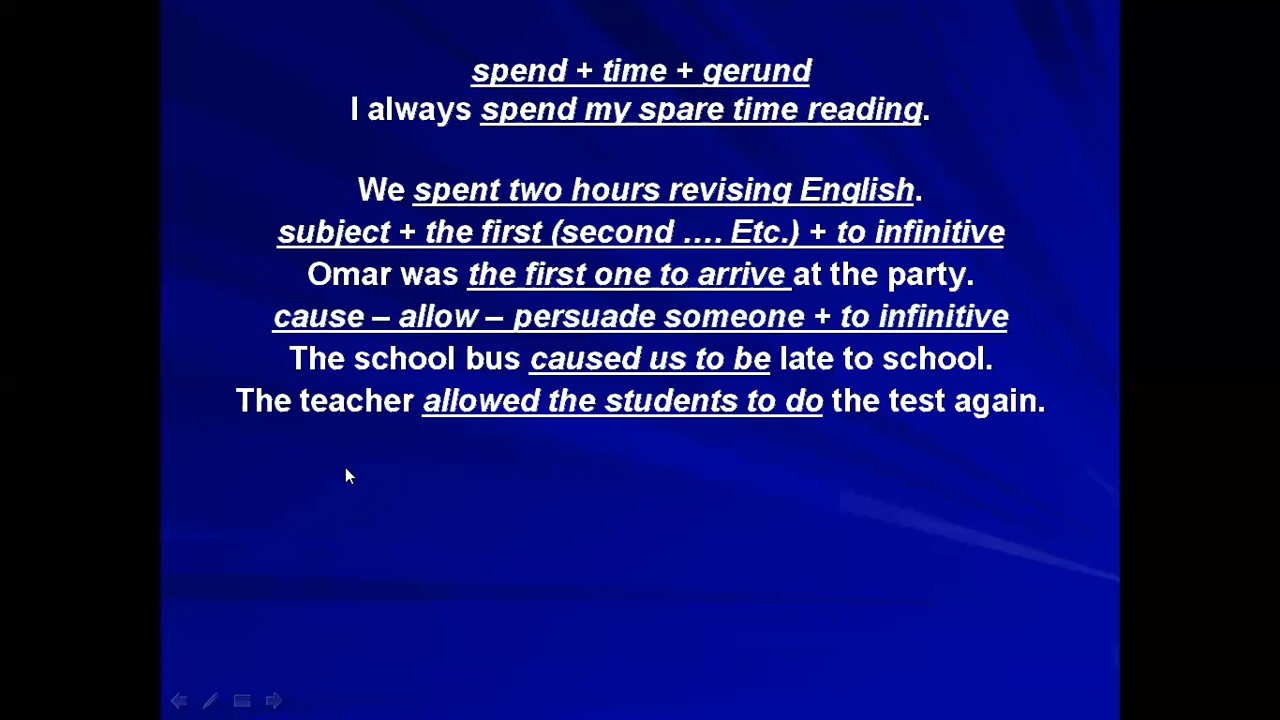 spend + time + gerund
I always spend my spare time reading.
We spent two hours revising English.
subject + the first (second …. Etc.) + to infinitive
Omar was the first one to arrive at the party.
cause – allow – persuade someone + to infinitive
The school bus caused us to be late to school.
The teacher allowed the students to do the test again.